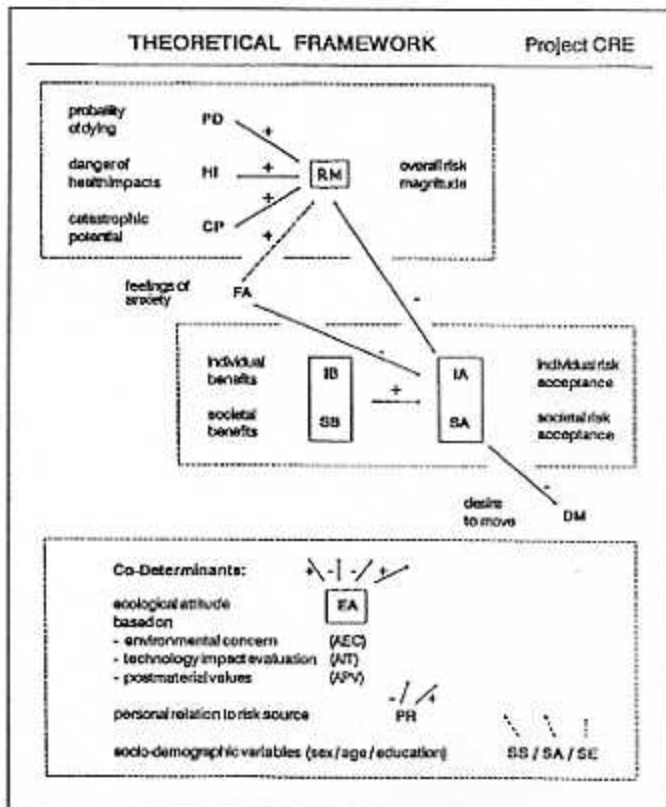 THEORETICAL FRAMEWORK Project CRE
probality
of dying
PD
+
danger of
health impacts
HI
+
RM
overall risk
magnitude
catastrophic
potential
CP
+
+
feelings of
anxiety
FA
-
-
individual
benefits
IB
+
IA
individual risk
acceptance
societal
benefits
SB
SA
societal risk
acceptance
-
desire
to move
DM
Co-Determinants:
+ - - +
ecological attitude
based on
EA
- environmental concern (AEC)
- technology impact evaluation (AIT)
- postmaterial values (APV)
- +
personal relation to risk source PR
socio-demographic variables (sex / age / education) SS / SA / SE